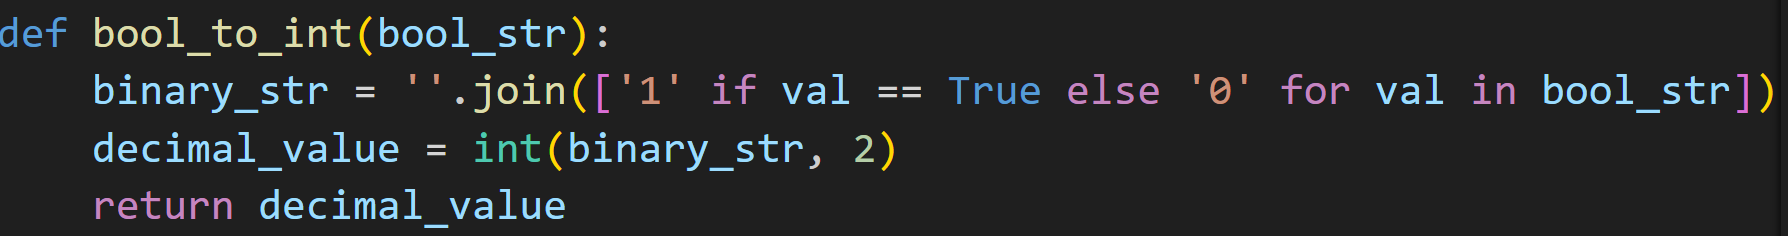 def bool_to_int(bool_str):
    binary_str = ''.join(['1' if val == True else '0' for val in bool_str])
    decimal_value = int(binary_str, 2)
    return decimal_value